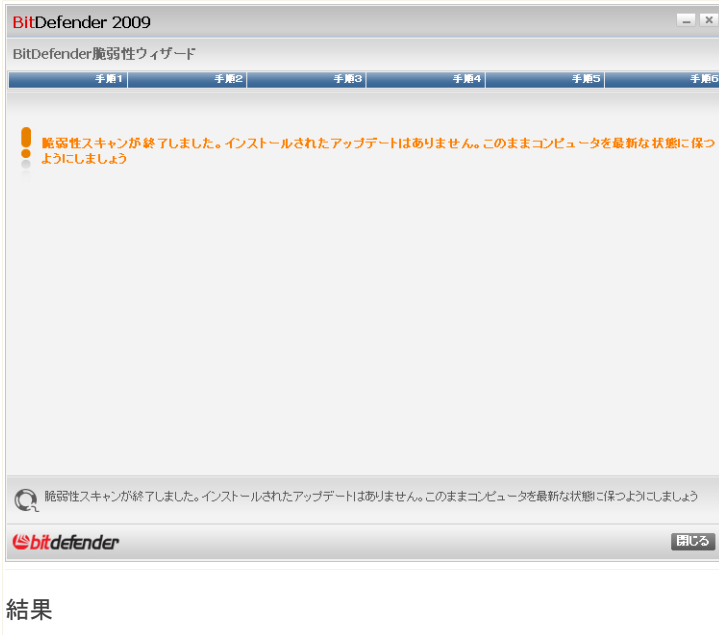 BitDefender 2009
BitDefender脆弱性ウィザード
手順1 手順2 手順3 手順4 手順5 手順6
脆弱性スキャンが終了しました。インストールされたアップデートはありません。このままコンピュータを最新な状態に保つ
ようにしましょう
脆弱性スキャンが終了しました。インストールされたアップデートはありません。このままコンピュータを最新な状態に保つようにしましょう
bitdefender
閉じる
結果